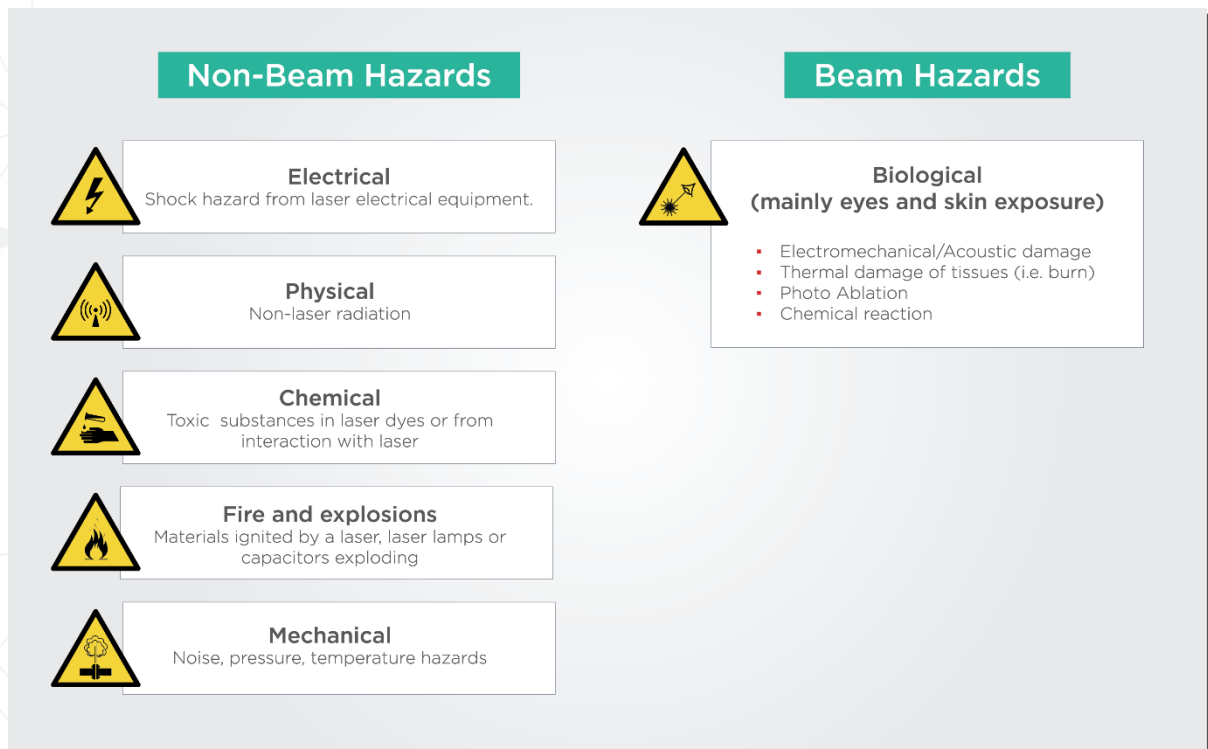 Non-Beam Hazards
Electrical
Shock hazard from laser electrical equipment.
Physical
Non-laser radiation
Chemical
Toxic  substances in laser dyes or from
interaction with laser
Fire and explosions
Materials ignited by a laser, laser lamps or
capacitors exploding
Mechanical
Noise, pressure, temperature hazards
Beam Hazards
Biological
(mainly eyes and skin exposure)
▪ Electromechanical/Acoustic damage
▪ Thermal damage of tissues (i.e. burn)
▪ Photo Ablation
▪ Chemical reaction